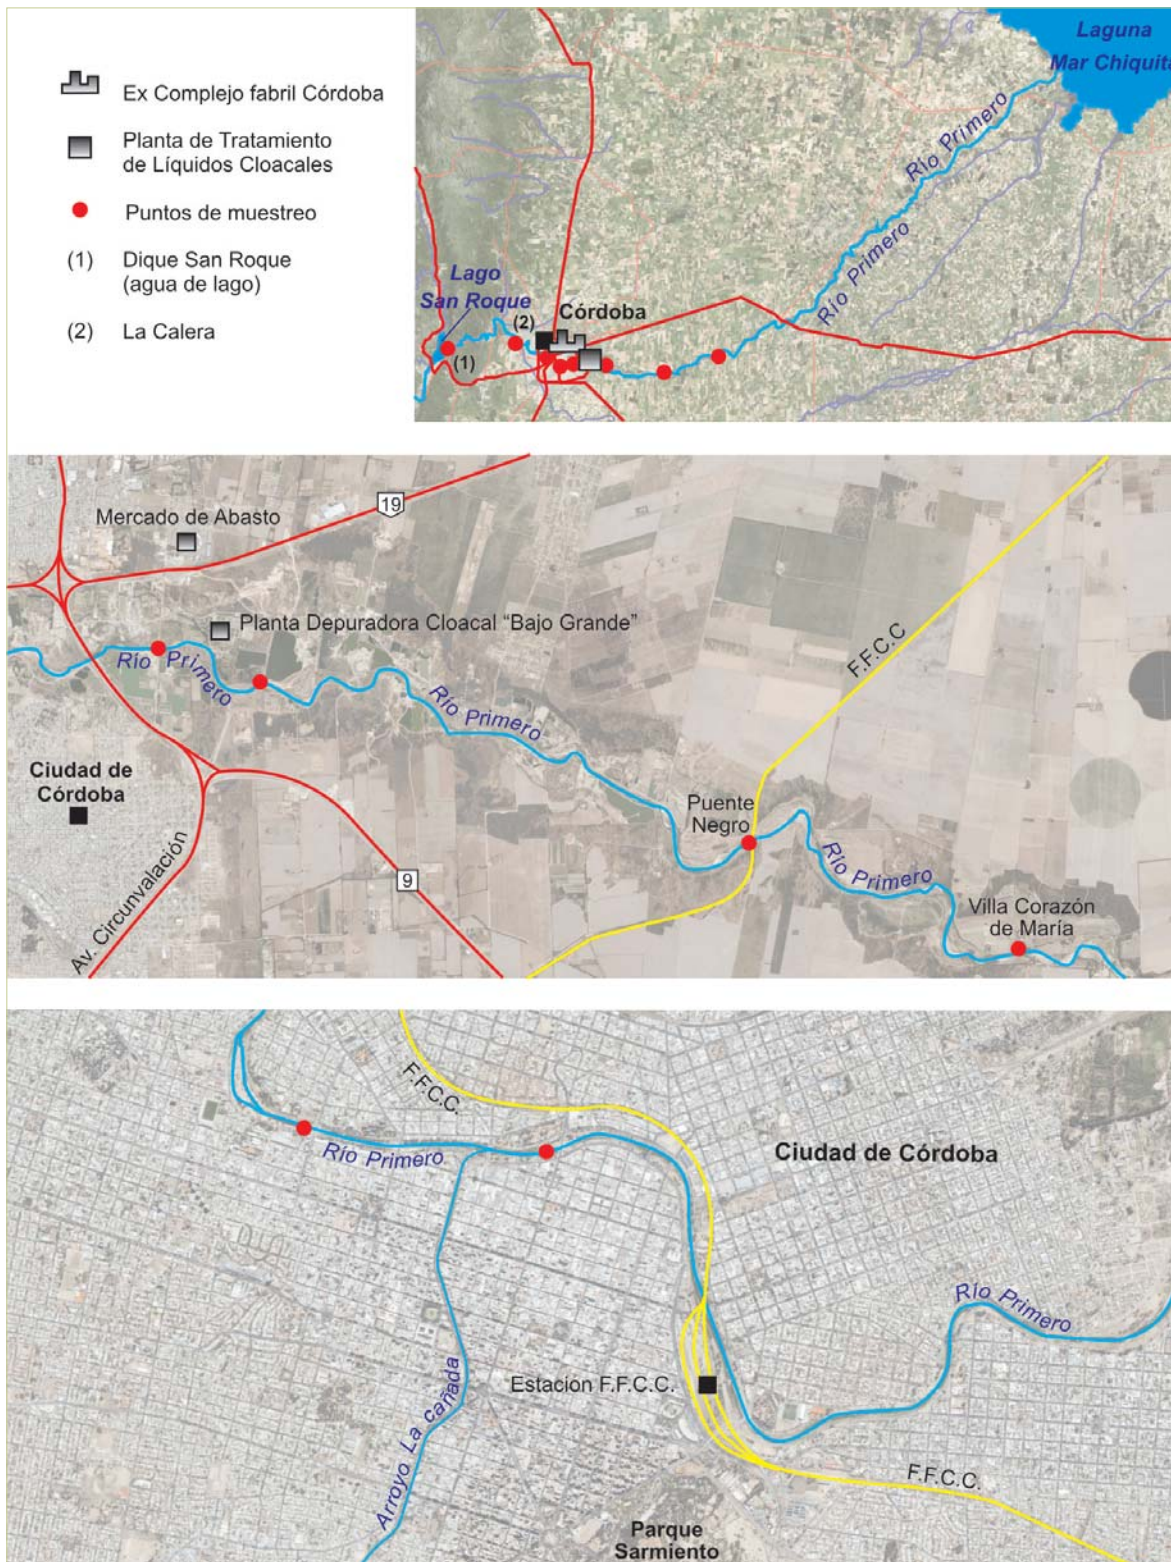 Ex Complejo fabril Córdoba
Planta de Tratamiento
de Líquidos Cloacales
Puntos de muestreo
(1) Dique San Roque
(agua de lago)
(2) La Calera
Laguna
Mar Chiquita
Río Primero
Río Primero
Lago
San Roque
(2)
Córdoba
(1)
19
Mercado de Abasto
Planta Depuradora Cloacal “Bajo Grande”
Río Primero
Río Primero
F.F.C.C
Ciudad de
Córdoba
Puente
Negro
Río Primero
Av. Circunvalación
9
Villa Corazón
de María
F.F.C.C.
Río Primero
Ciudad de Córdoba
Río Primero
Arroyo La cañada
Estación F.F.C.C.
F.F.C.C.
Parque
Sarmiento